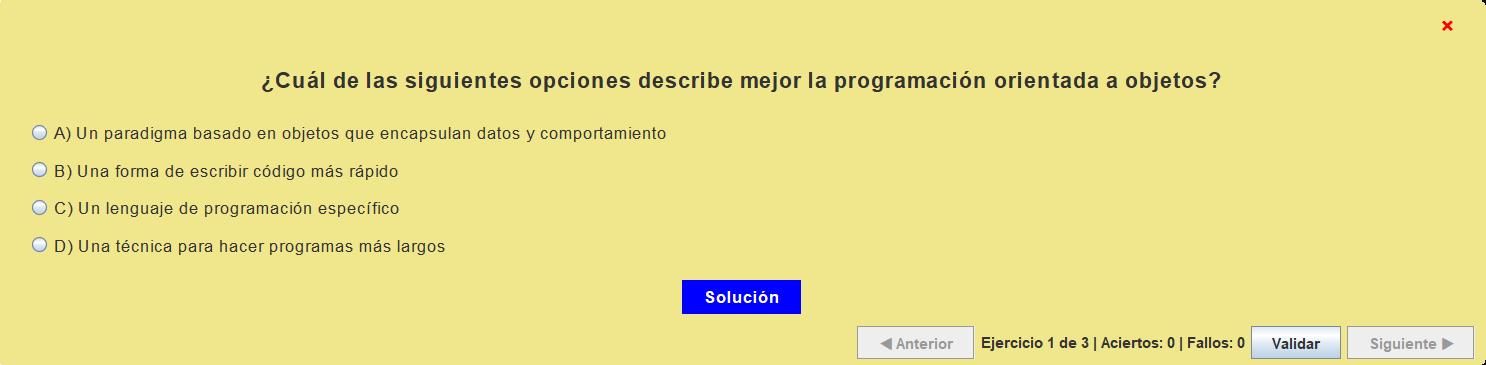 ×
¿Cuál de las siguientes opciones describe mejor la programación orientada a objetos?
A) Un paradigma basado en objetos que encapsulan datos y comportamiento
B) Una forma de escribir código más rápido
C) Un lenguaje de programación específico
D) Una técnica para hacer programas más largos
Solución
◀ Anterior Ejercicio 1 de 3 | Aciertos: 0 | Fallos: 0 Validar Siguiente ▶